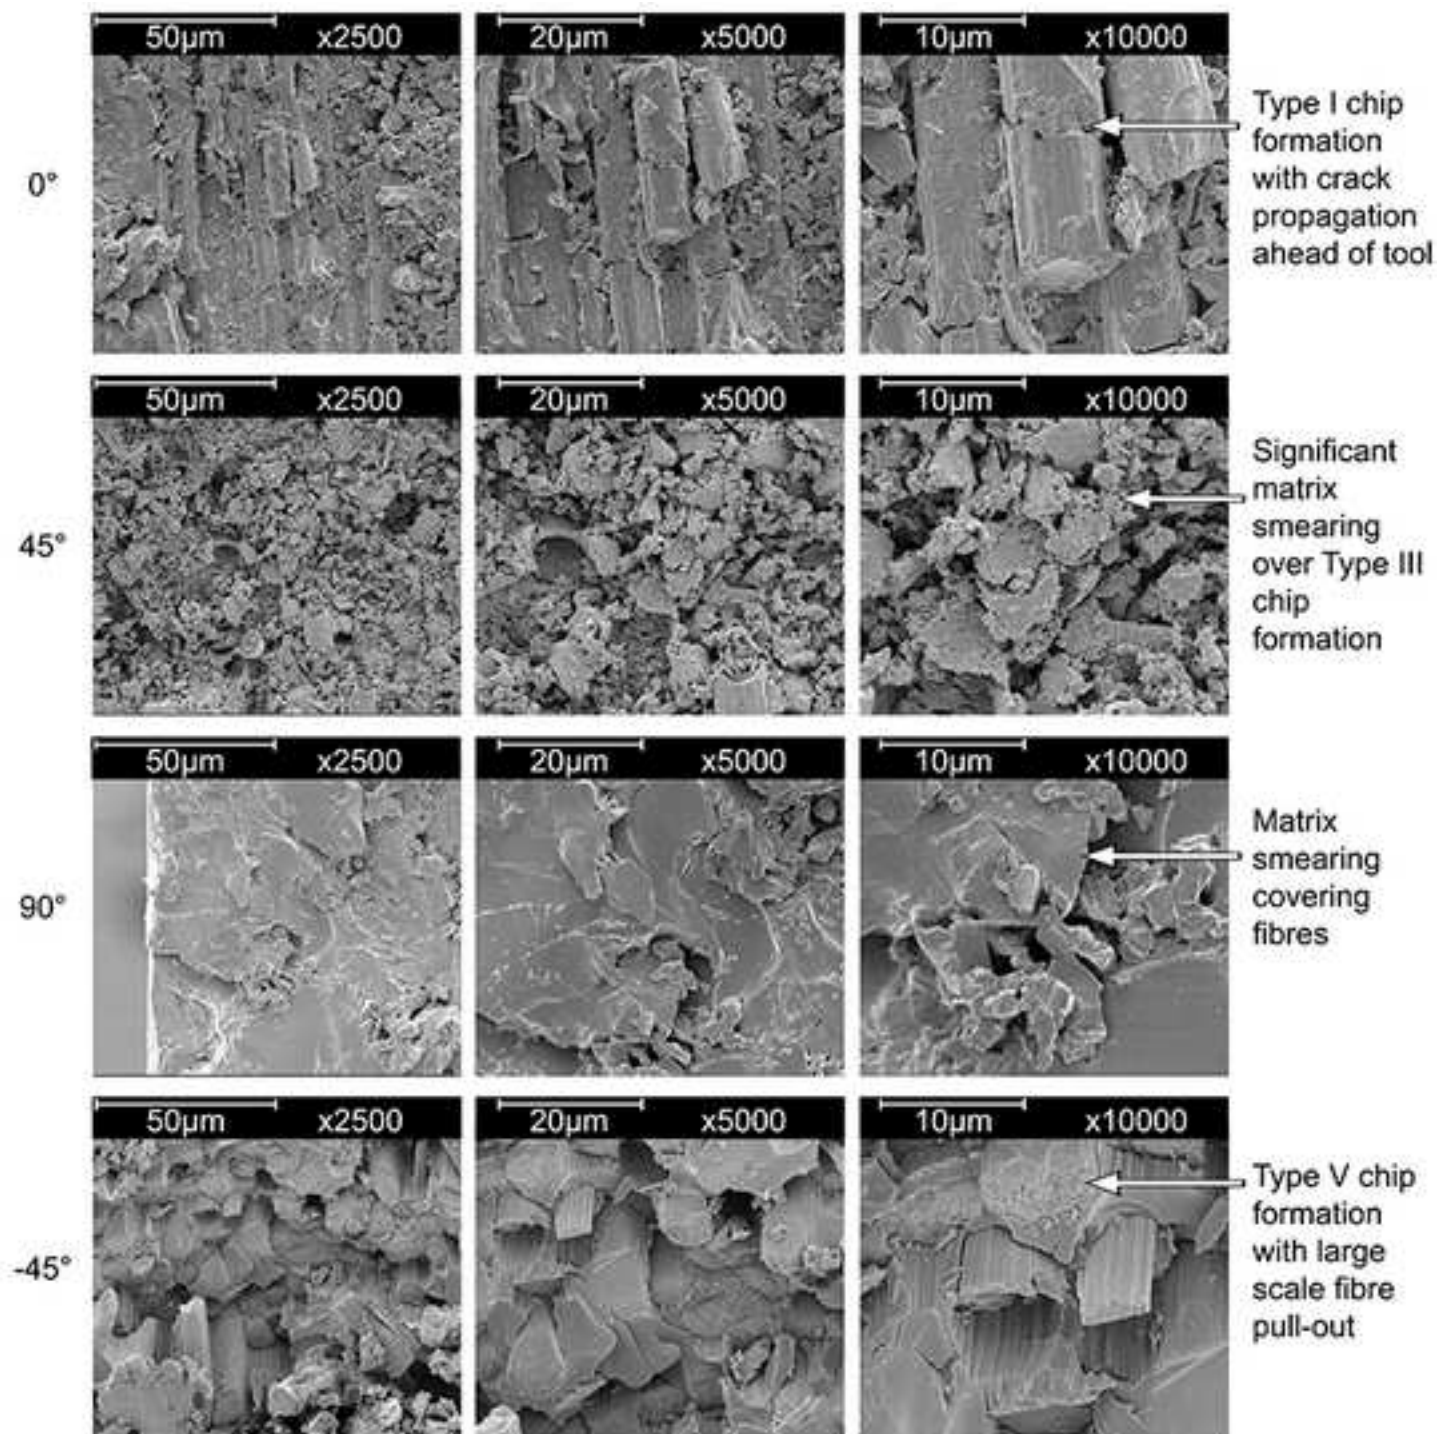 50µm x2500
20µm x5000
10µm x10000
0°
Type I chip
formation
with crack
propagation
ahead of tool
50µm x2500
20µm x5000
10µm x10000
45°
Significant
matrix
smearing
over Type III
chip
formation
50µm x2500
20µm x5000
10µm x10000
90°
Matrix
smearing
covering
fibres
50µm x2500
20µm x5000
10µm x10000
-45°
Type V chip
formation
with large
scale fibre
pull-out